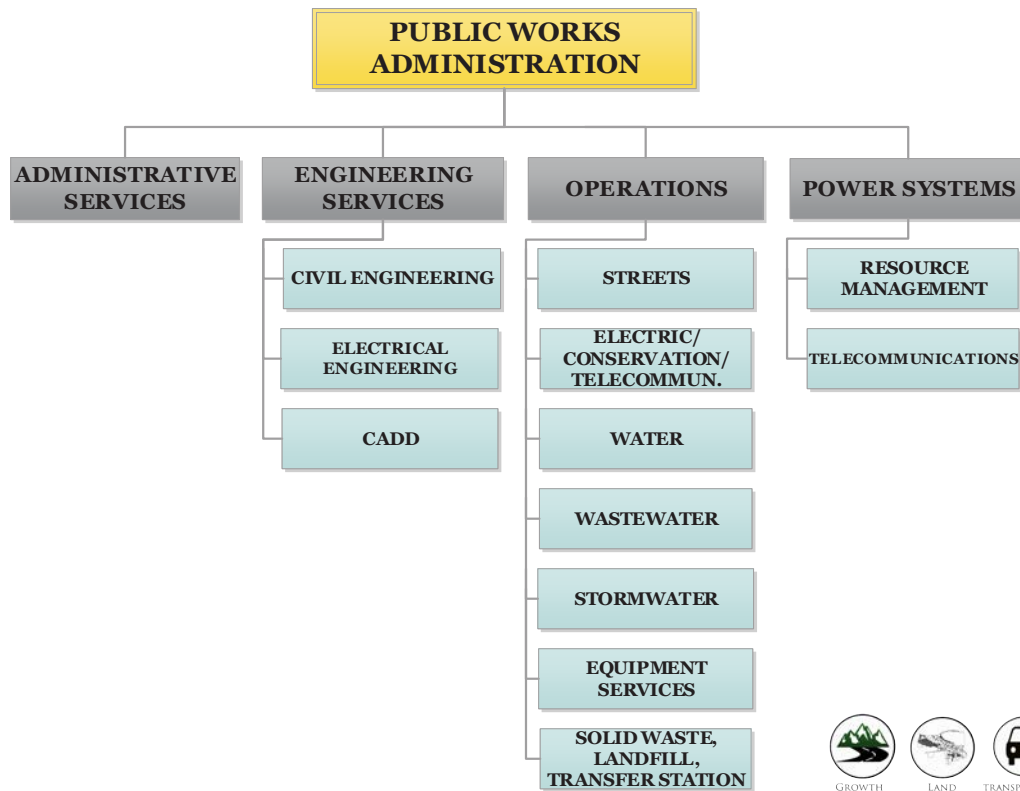 PUBLIC WORKS
ADMINISTRATION
ADMINISTRATIVE
SERVICES
ENGINEERING
SERVICES
OPERATIONS
POWER SYSTEMS
CIVIL ENGINEERING
ELECTRICAL
ENGINEERING
CADD
STREETS
ELECTRIC/
CONSERVATION/
TELECOMMUN.
WATER
WASTEWATER
STORMWATER
EQUIPMENT
SERVICES
SOLID WASTE,
LANDFILL,
TRANSFER STATION
RESOURCE
MANAGEMENT
TELECOMMUNICATIONS
GROWTH
LAND